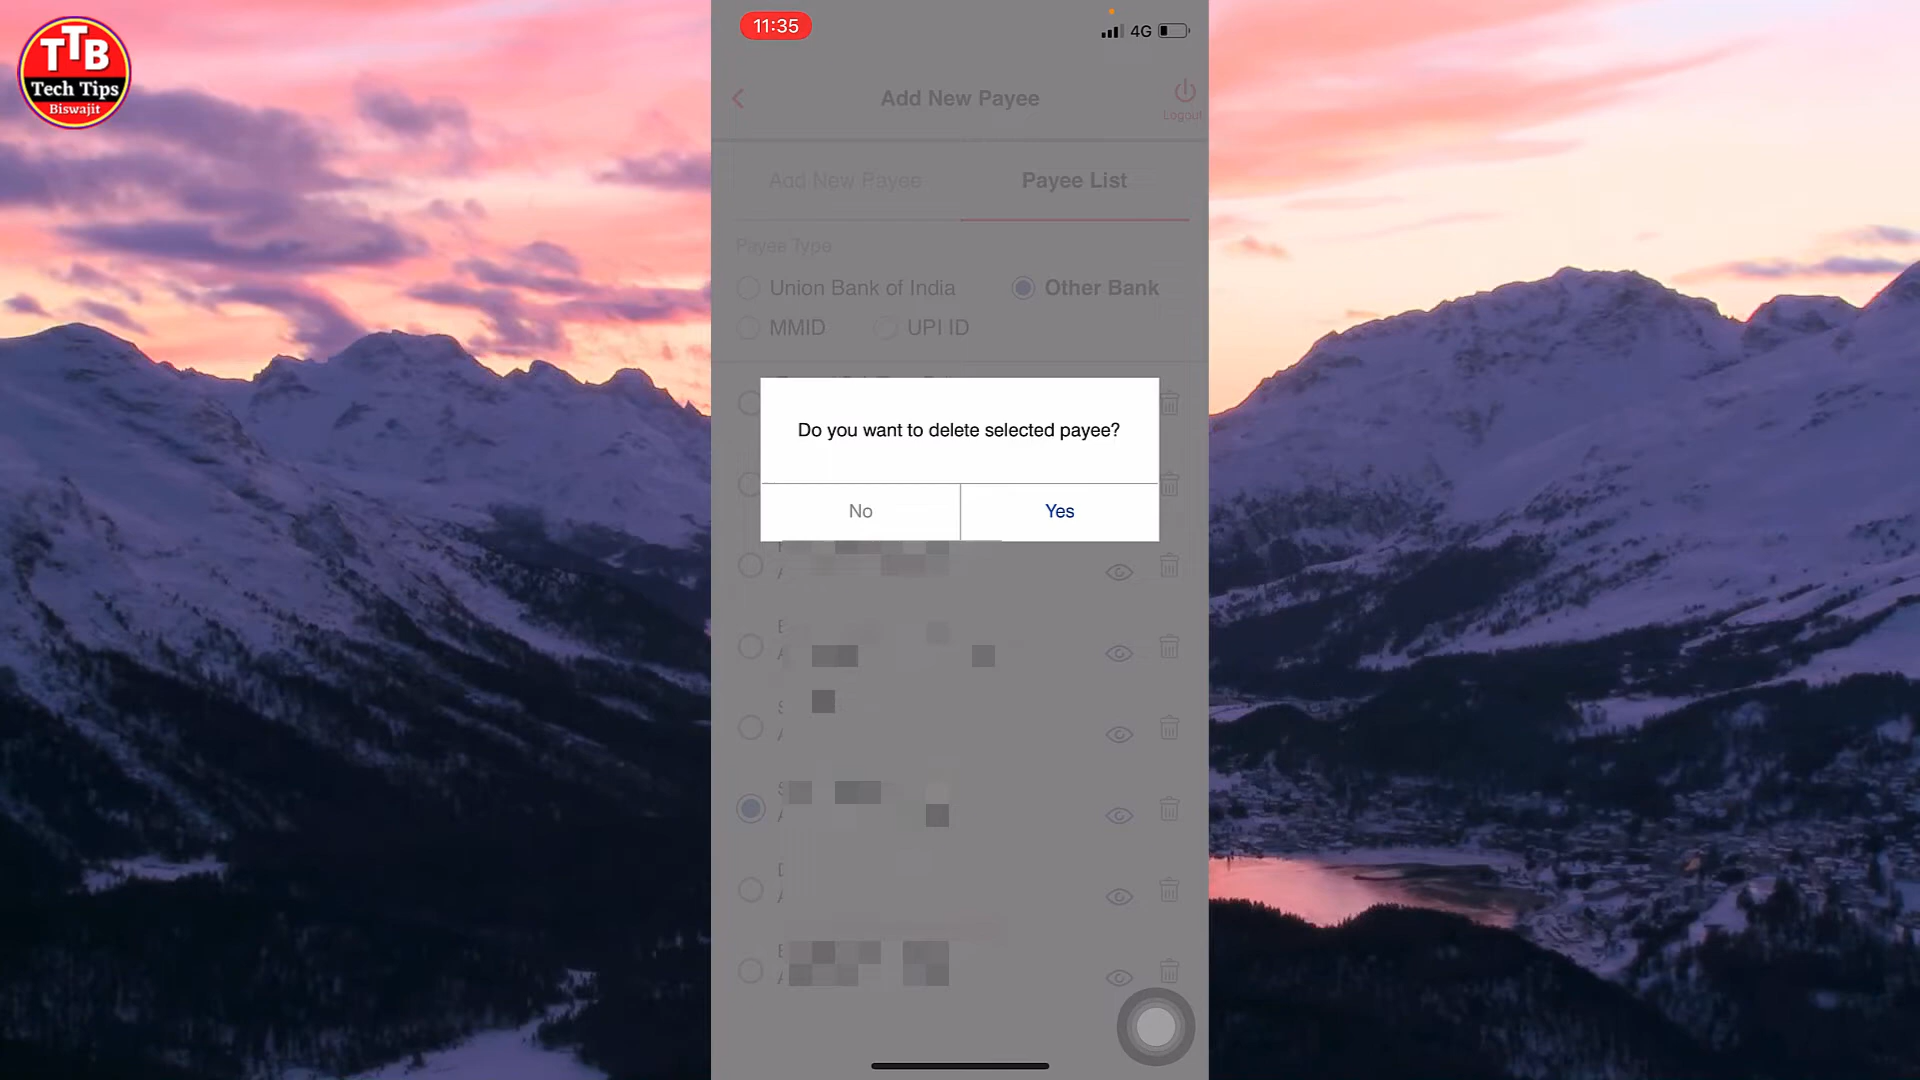 TTB
Tech Tips
Biswajit
11:35
4G
Add New Payee
Logout
Add New Payee
Payee List
Payee Type
Union Bank of India
Other Bank
MMID
UPI ID
Do you want to delete selected payee?
No
Yes